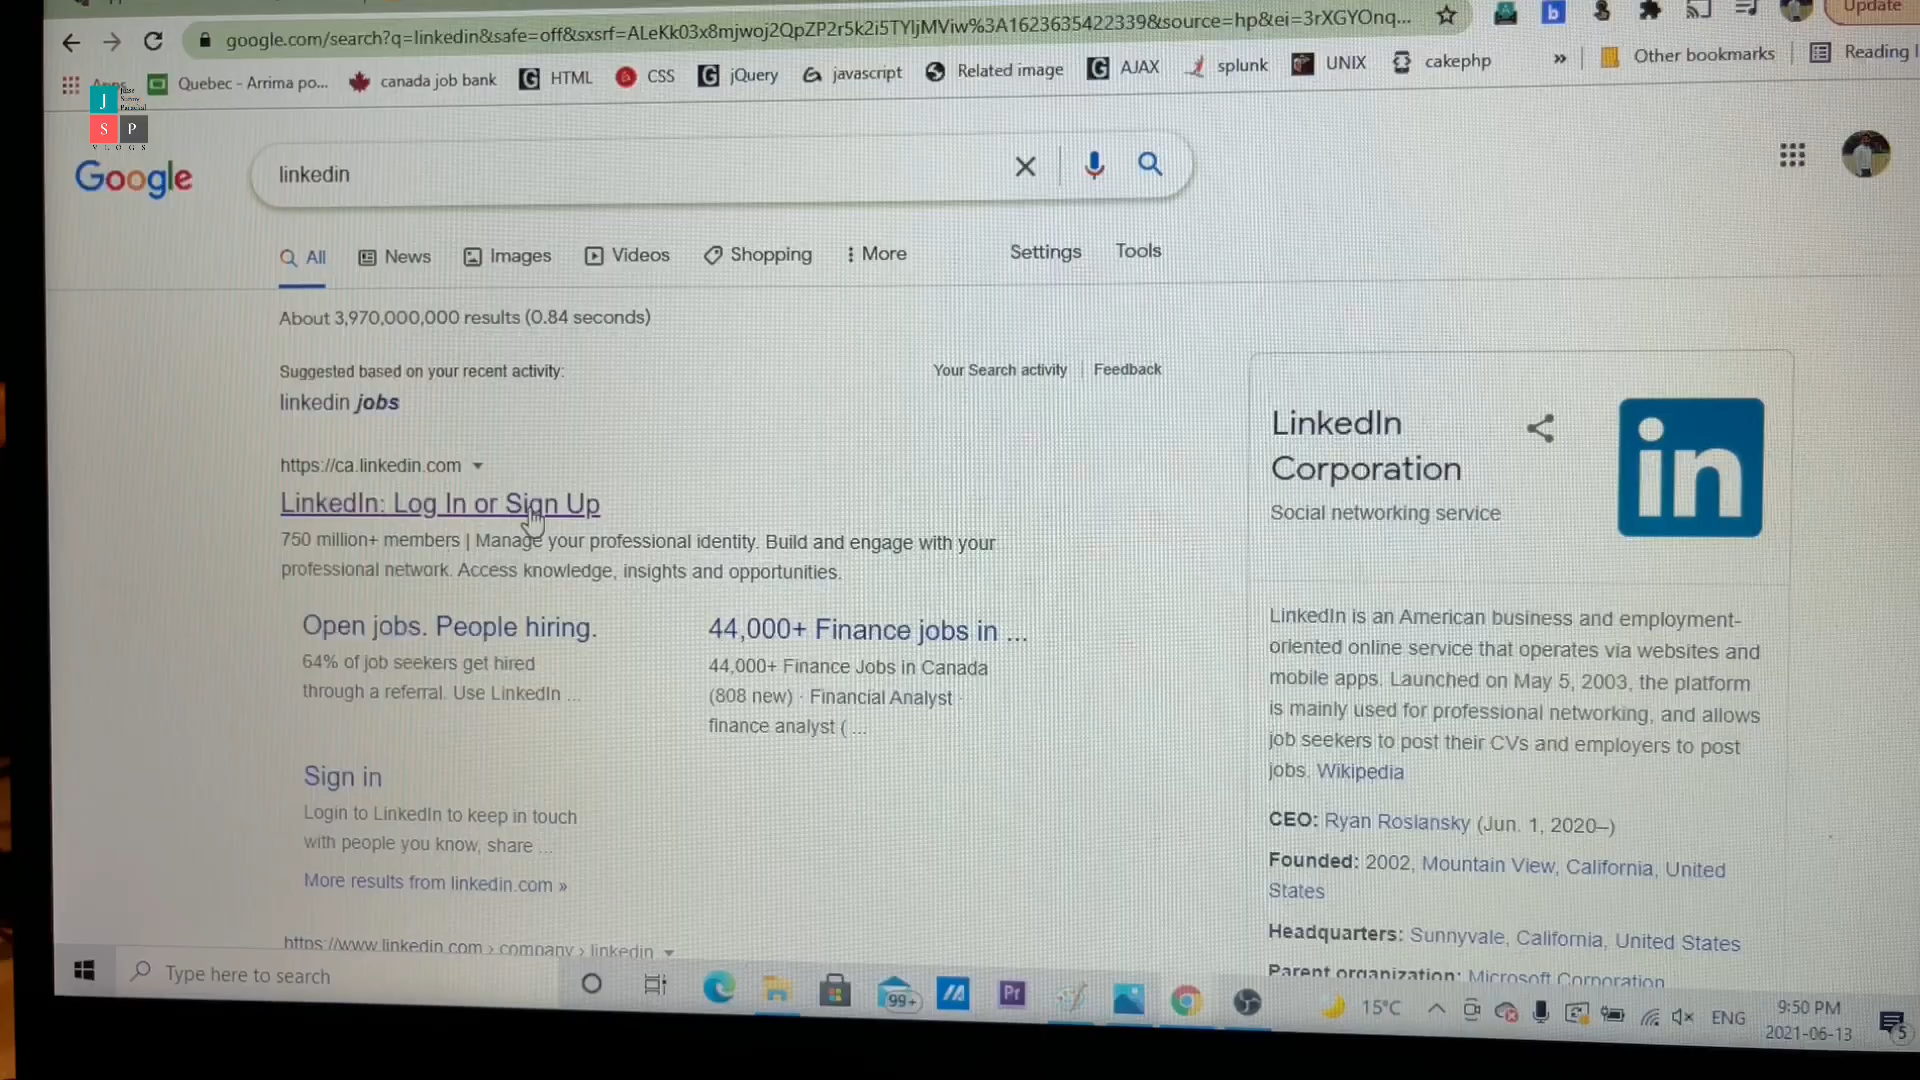 Update
google.com/search?q=linkedin&safe=off&sxsrf=ALeKk03x8mjwoj2QpZP2r5k2i5TYIjMViw%3A1623635422339&source=hp&ei=3rXGYOnq...
Apps
Quebec - Arrima po...
canada job bank
HTML
CSS
jQuery
javascript
Related image
AJAX
splunk
UNIX
cakephp
»
Other bookmarks
Reading
J
Sunny
S P
VLOGS
Google
linkedin
All
News
Images
Videos
Shopping
More
Settings
Tools
About 3,970,000,000 results (0.84 seconds)
Suggested based on your recent activity:
Your Search activity
Feedback
linkedin jobs
https://ca.linkedin.com
LinkedIn: Log In or Sign Up
750 million+ members | Manage your professional identity. Build and engage with your
professional network. Access knowledge, insights and opportunities.
Open jobs. People hiring.
64% of job seekers get hired
through a referral. Use LinkedIn ...
44,000+ Finance jobs in ...
44,000+ Finance Jobs in Canada
(808 new) · Financial Analyst ·
finance analyst ( ...
Sign in
Login to LinkedIn to keep in touch
with people you know, share ...
More results from linkedin.com »
https://www.linkedin.com › company › linkedin
LinkedIn
Corporation
Social networking service
in
LinkedIn is an American business and employment-
oriented online service that operates via websites and
mobile apps. Launched on May 5, 2003, the platform
is mainly used for professional networking, and allows
job seekers to post their CVs and employers to post
jobs. Wikipedia
CEO: Ryan Roslansky (Jun. 1, 2020–)
Founded: 2002, Mountain View, California, United
States
Headquarters: Sunnyvale, California, United States
Parent organization: Microsoft Corporation
Type here to search
99+
Pr
15°C
ENG
9:50 PM
2021-06-13
5